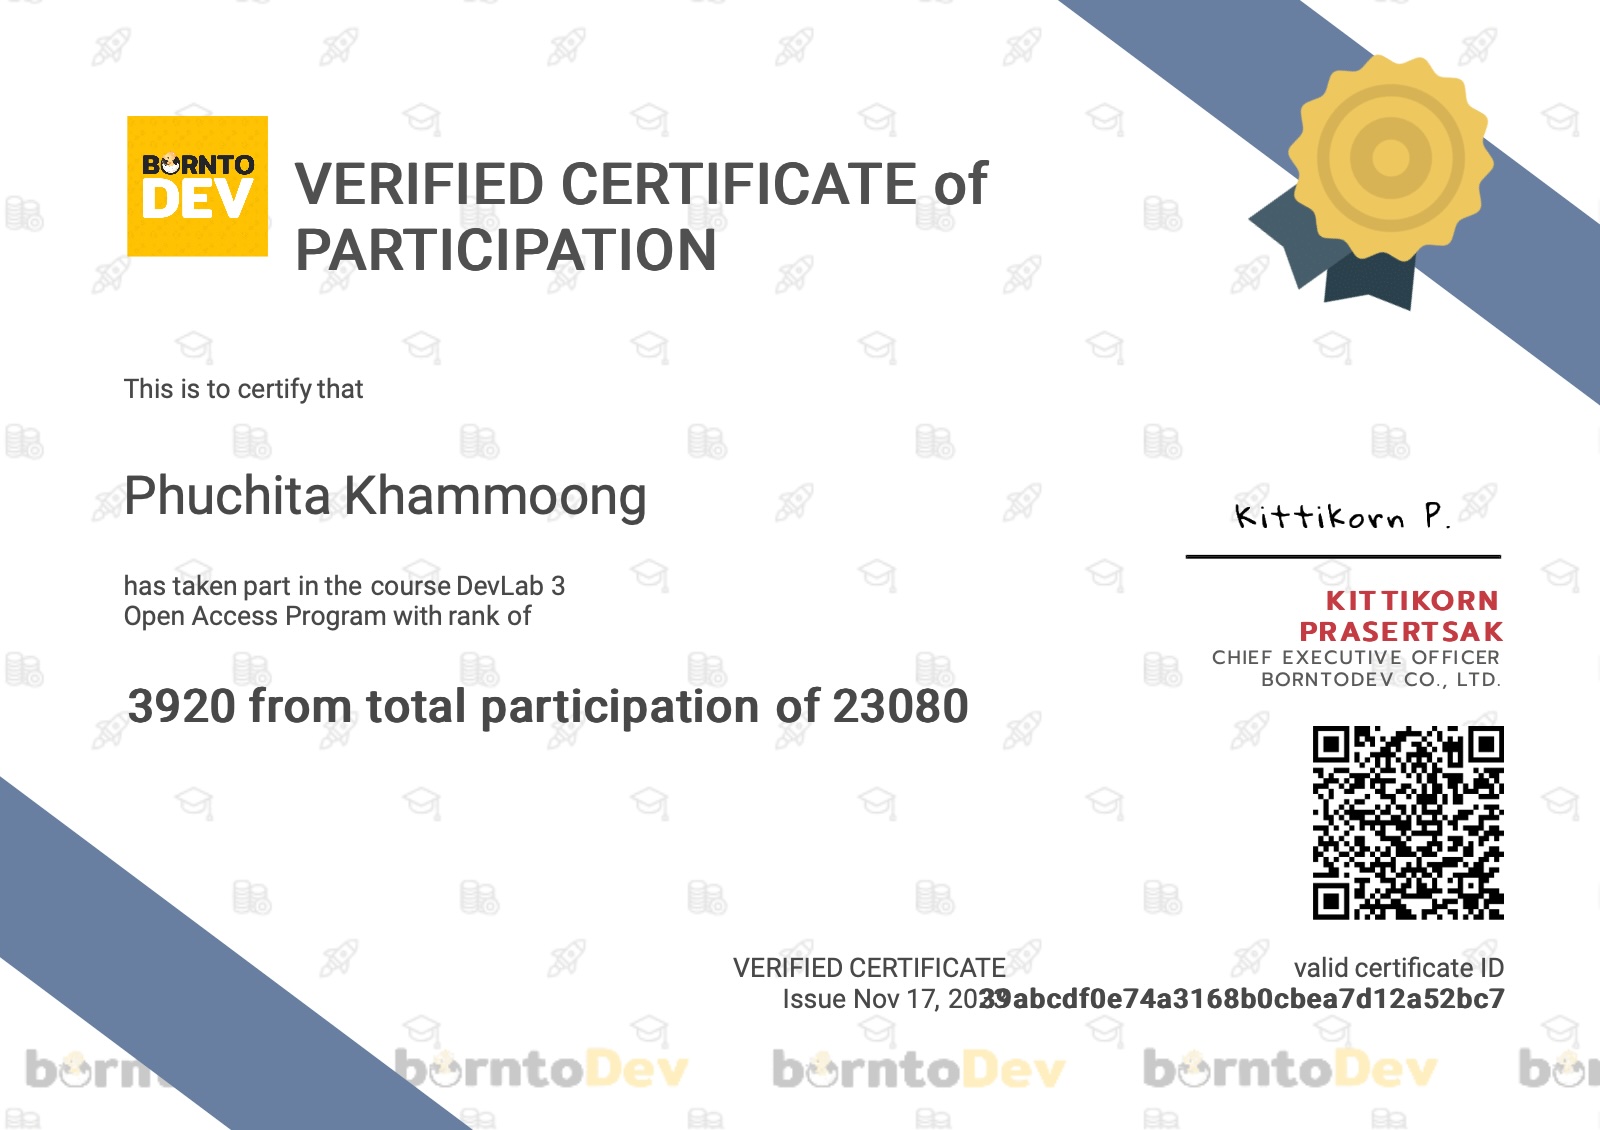 BORNTO
DEV
VERIFIED CERTIFICATE of
PARTICIPATION
This is to certify that
Phuchita Khammoong
has taken part in the course DevLab 3
Open Access Program with rank of
3920 from total participation of 23080
Kittikorn P.
KITTIKORN
PRASERTSAK
CHIEF EXECUTIVE OFFICER
BORNTODEV CO., LTD.
VERIFIED CERTIFICATE
Issue Nov 17,
valid certificate ID
39abcdf0e74a3168b0cbea7d12a52bc7
borntoDev borntoDev borntoDev